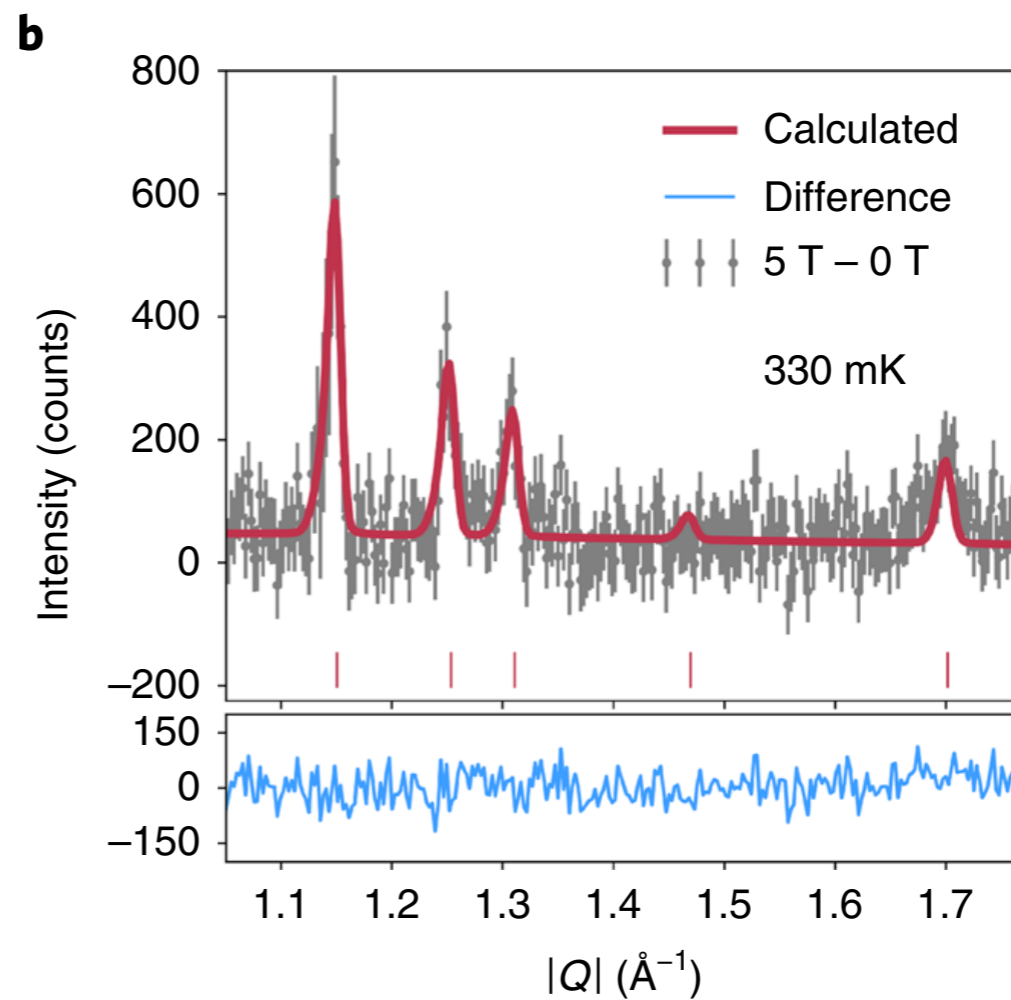 b
800
600
400
200
0
–200
Intensity (counts)
Calculated
Difference
5 T – 0 T
330 mK
150
0
–150
1.1 1.2 1.3 1.4 1.5 1.6 1.7
|Q| (Å⁻¹)